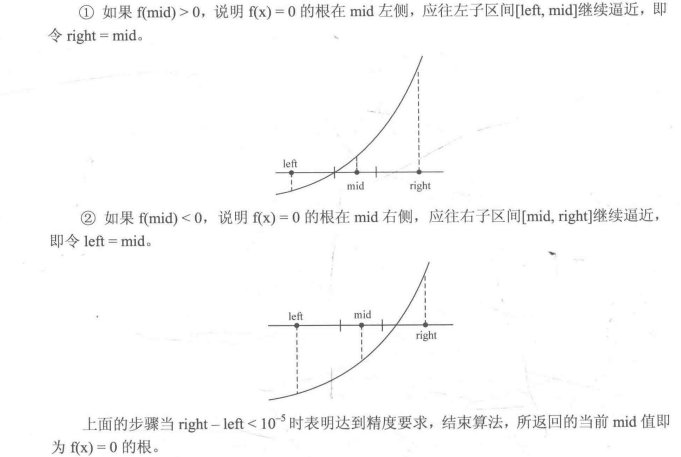 ① 如果 f(mid) > 0，说明 f(x) = 0 的根在 mid 左侧，应往左子区间[left, mid]继续逼近，即
令 right = mid。
left
mid
right
② 如果 f(mid) < 0，说明 f(x) = 0 的根在 mid 右侧，应往右子区间[mid, right]继续逼近，
即令 left = mid。
left
mid
right
上面的步骤当 right – left < 10⁻⁵ 时表明达到精度要求，结束算法，所返回的当前 mid 值即
为 f(x) = 0 的根。